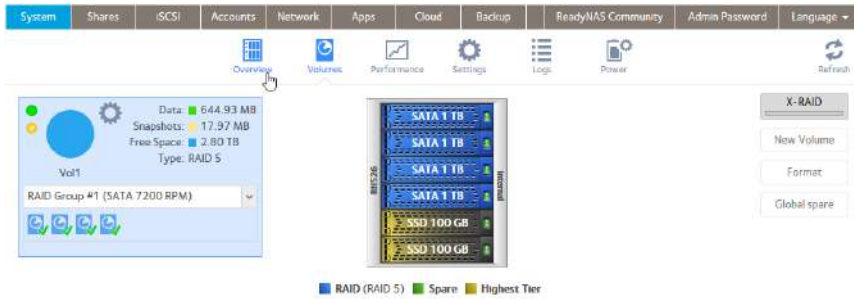 System Shares iSCSI Accounts Network Apps Cloud Backup ReadyNAS Community Admin Password Language
Overview Volumes Performance Settings Logs Power Refresh
Data: 644.93 MB
Snapshots: 17.97 MB
Free Space: 2.80 TB
Type: RAID 5
Vol1
RAID Group #1 (SATA 7200 RPM)
SATA 1 TB
SATA 1 TB
SATA 1 TB
SATA 1 TB
SSD 100 GB
SSD 100 GB
Internal
RAID (RAID 5) Spare Highest Tier
X-RAID
New Volume
Format
Global spare